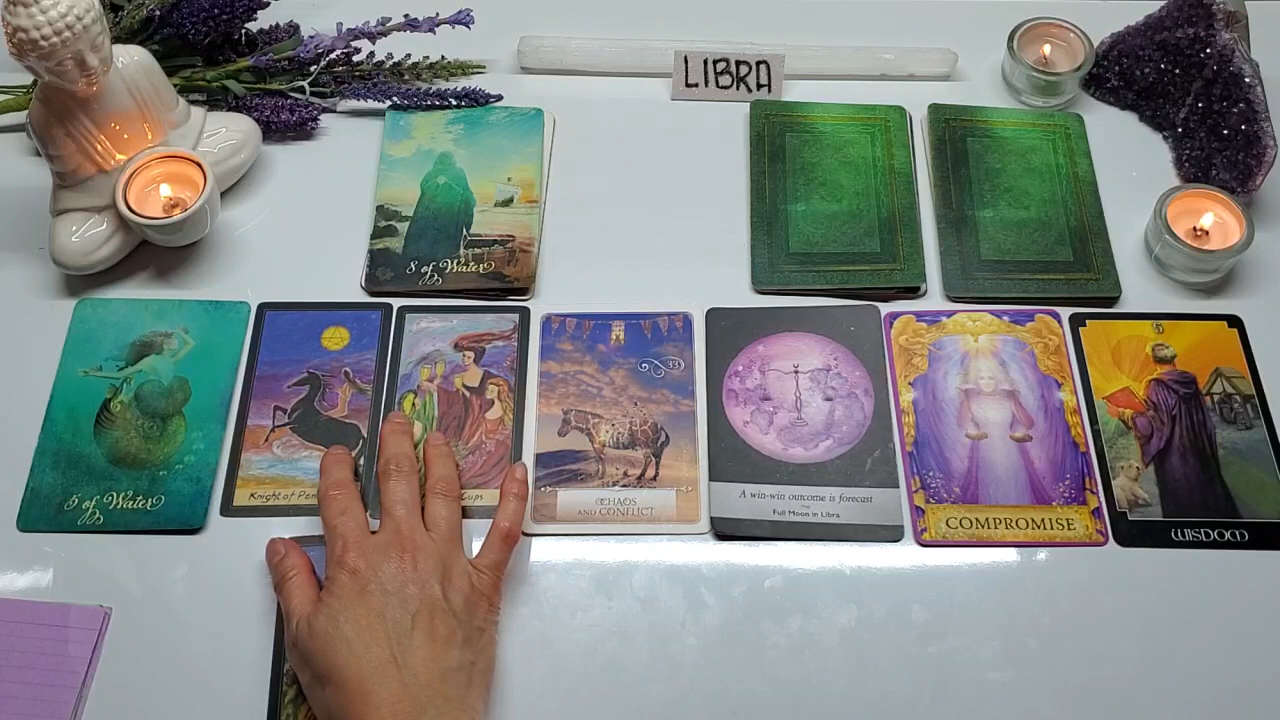 LIBRA
8 of Water
5 of Water
Knight of
Cups
33
CHAOS
AND CONFLICT
A win-win outcome is forecast
Full Moon in Libra
COMPROMISE
5
WISDOM